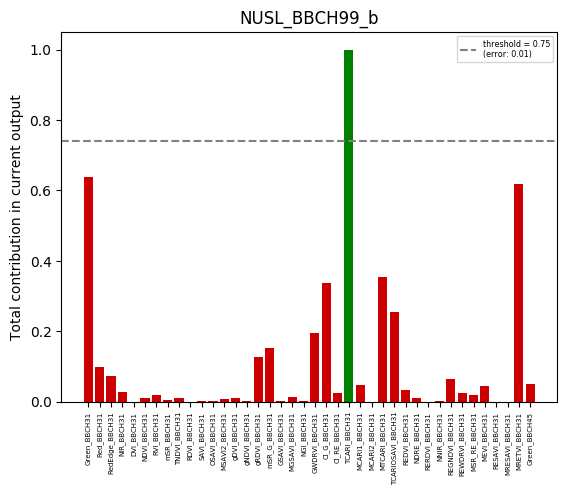 NUSL_BBCH99_b
threshold = 0.75
(error: 0.01)
Total contribution in current output
1.0
0.8
0.6
0.4
0.2
0.0
Green_BBCH31
Red_BBCH31
RedEdge_BBCH31
NIR_BBCH31
DVI_BBCH31
NDVI_BBCH31
RVI_BBCH31
mSR_BBCH31
TNDVI_BBCH31
RDVI_BBCH31
SAVI_BBCH31
OSAVI_BBCH31
MSAVI2_BBCH31
gDVI_BBCH31
gNDVI_BBCH31
gRDVI_BBCH31
mSR_G_BBCH31
GSAVI_BBCH31
MGSAVI_BBCH31
NGI_BBCH31
GWDRVI_BBCH31
CI_G_BBCH31
CI_RE_BBCH31
TCARI_BBCH31
MCARI1_BBCH31
MCARI2_BBCH31
MTCARI_BBCH31
TCARIOSAVI_BBCH31
REDVI_BBCH31
NDRE_BBCH31
RERDVI_BBCH31
NNIR_BBCH31
REGNDVI_BBCH31
REWDRVI_BBCH31
MSR_RE_BBCH31
MEVI_BBCH31
RESAVI_BBCH31
MRESAVI_BBCH31
MRETVI_BBCH31
Green_BBCH45